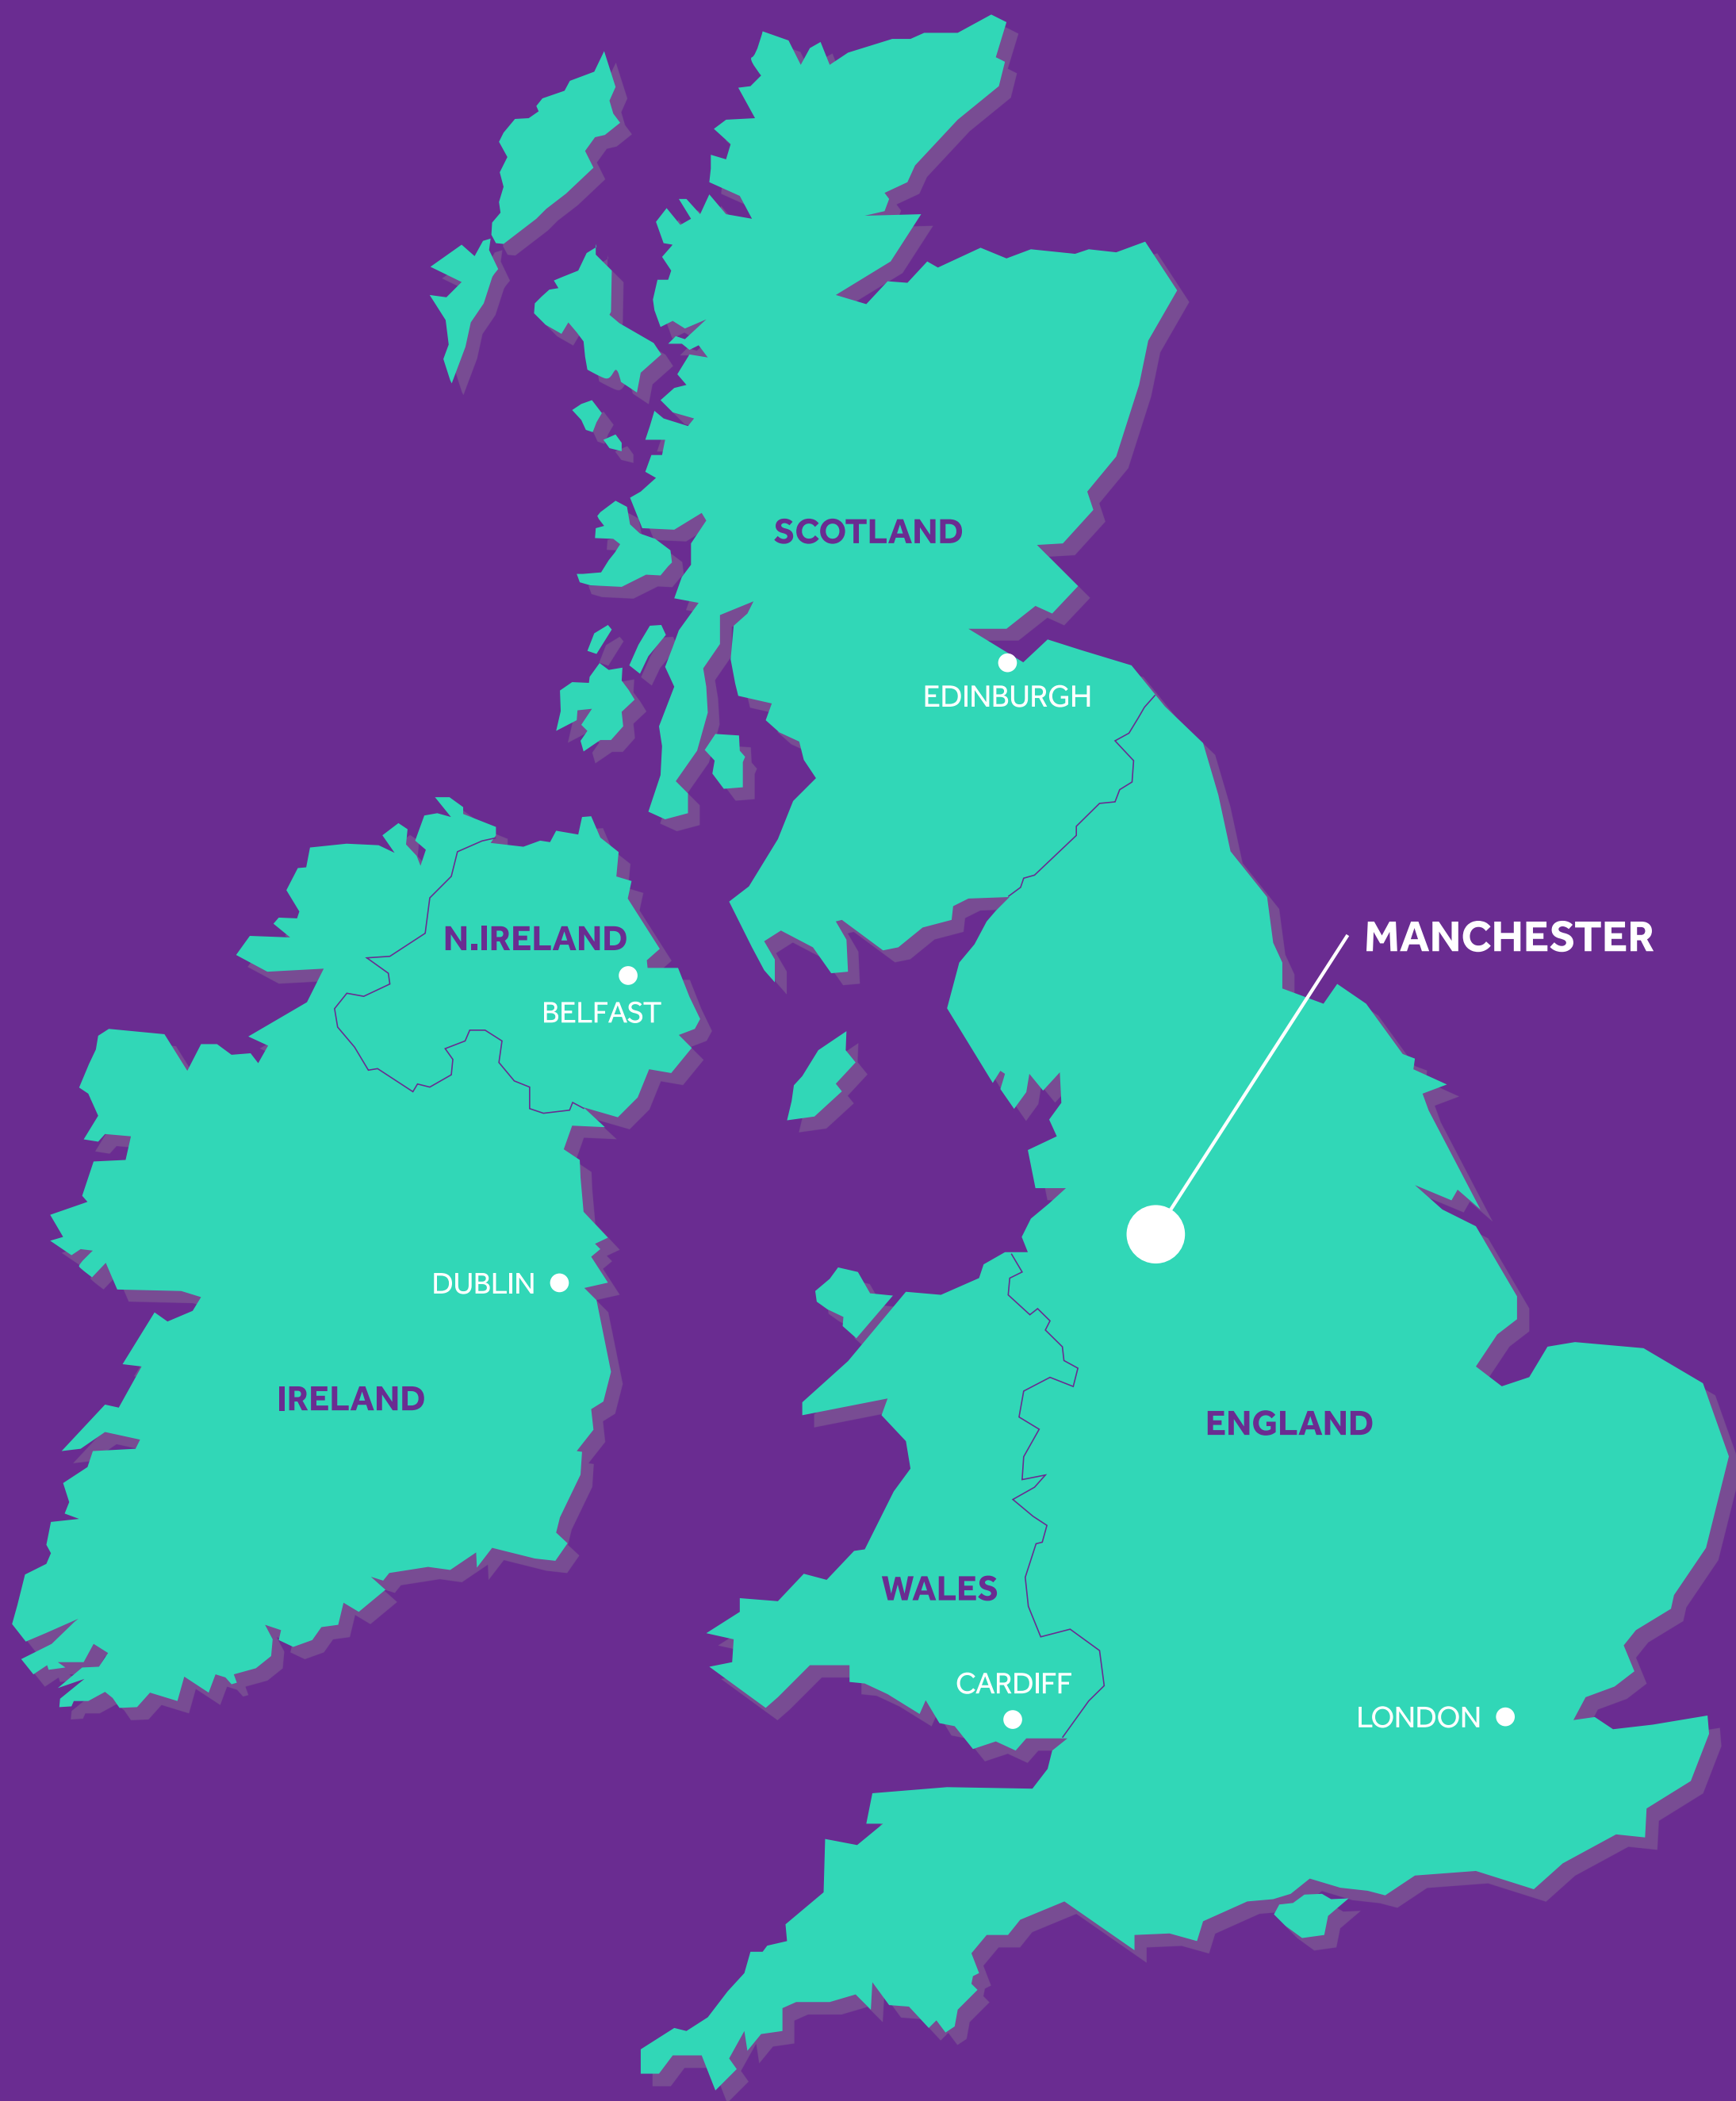 SCOTLAND
EDINBURGH
MANCHESTER
N.IRELAND
BELFAST
DUBLIN
IRELAND
ENGLAND
WALES
CARDIFF
LONDON